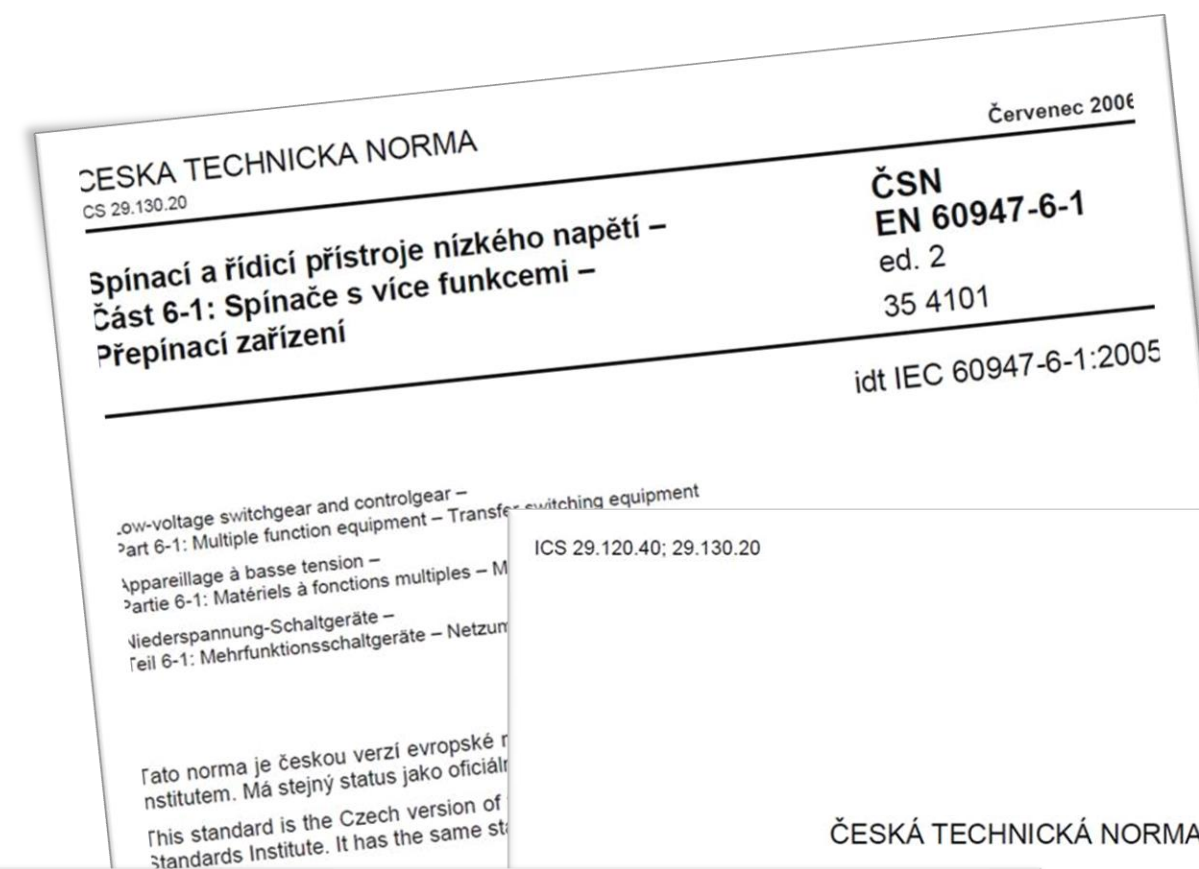 ČESKÁ TECHNICKÁ NORMA
ICS 29.130.20
Červenec 2006
Spínací a řídicí přístroje nízkého napětí –
Část 6-1: Spínače s více funkcemi –
Přepínací zařízení
ČSN
EN 60947-6-1
ed. 2
35 4101
idt IEC 60947-6-1:2005
Low-voltage switchgear and controlgear –
Part 6-1: Multiple function equipment – Transfer switching equipment
Appareillage à basse tension –
Partie 6-1: Matériels à fonctions multiples – M
Niederspannung-Schaltgeräte –
Teil 6-1: Mehrfunktionsschaltgeräte –
Tato norma je českou verzí evropské
institutem. Má stejný status jako
This standard is the Czech version of
Standards Institute. It has the same
ICS 29.120.40; 29.130.20
ČESKÁ TECHNICKÁ NORMA